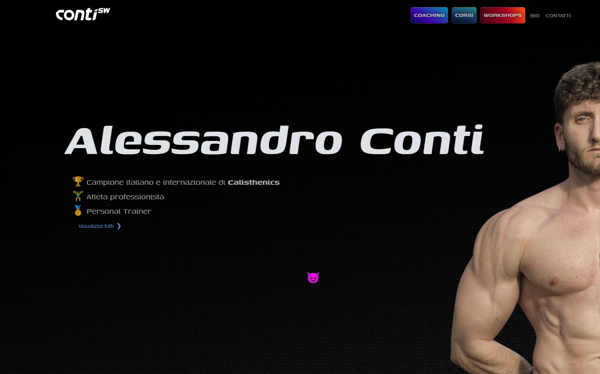 conti SW
COACHING
CORSI
WORKSHOPS
BIO
CONTATTI
Alessandro Conti
Campione italiano e internazionale di Calisthenics
Atleta professionista
Personal Trainer
Visualizza tutti